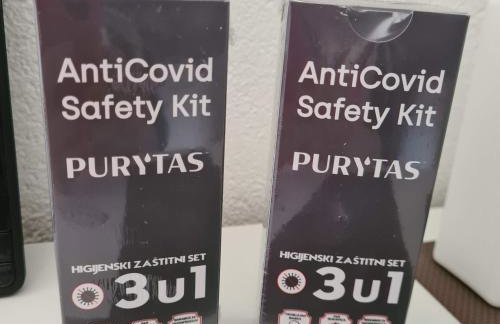 AntiCovid
Safety Kit
PURYTAS
HIGIJENSKI ZAŠTITNI SET
3u1
AntiCovid
Safety Kit
PURYTAS
HIGIJENSKI ZAŠTITNI SET
3u1